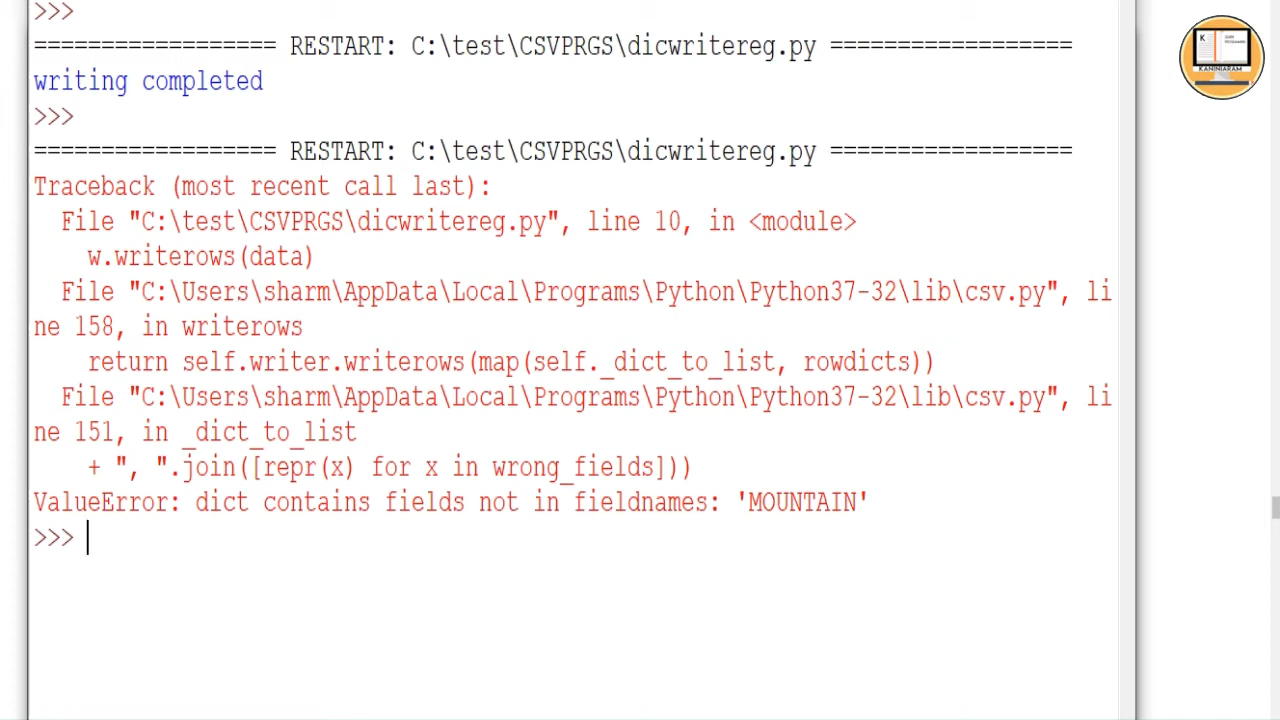 >>>
================== RESTART: C:\test\CSVPRGS\dicwritereg.py ==================
writing completed
>>>
================== RESTART: C:\test\CSVPRGS\dicwritereg.py ==================
Traceback (most recent call last):
  File "C:\test\CSVPRGS\dicwritereg.py", line 10, in <module>
    w.writerows(data)
  File "C:\Users\sharm\AppData\Local\Programs\Python\Python37-32\lib\csv.py", li
ne 158, in writerows
    return self.writer.writerows(map(self._dict_to_list, rowdicts))
  File "C:\Users\sharm\AppData\Local\Programs\Python\Python37-32\lib\csv.py", li
ne 151, in _dict_to_list
    + ", ".join([repr(x) for x in wrong_fields]))
ValueError: dict contains fields not in fieldnames: 'MOUNTAIN'
>>>
K
KANINIARAM